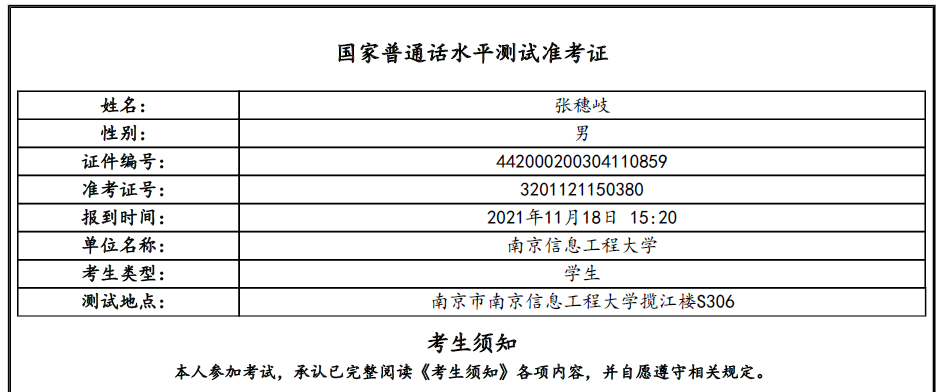 国家普通话水平测试准考证
姓名： 张穗岐
性别： 男
证件编号： 442000200304110859
准考证号： 3201121150380
报到时间： 2021年11月18日 15:20
单位名称： 南京信息工程大学
考生类型： 学生
测试地点： 南京市南京信息工程大学揽江楼S306
考生须知
本人参加考试，承认已完整阅读《考生须知》各项内容，并自愿遵守相关规定。